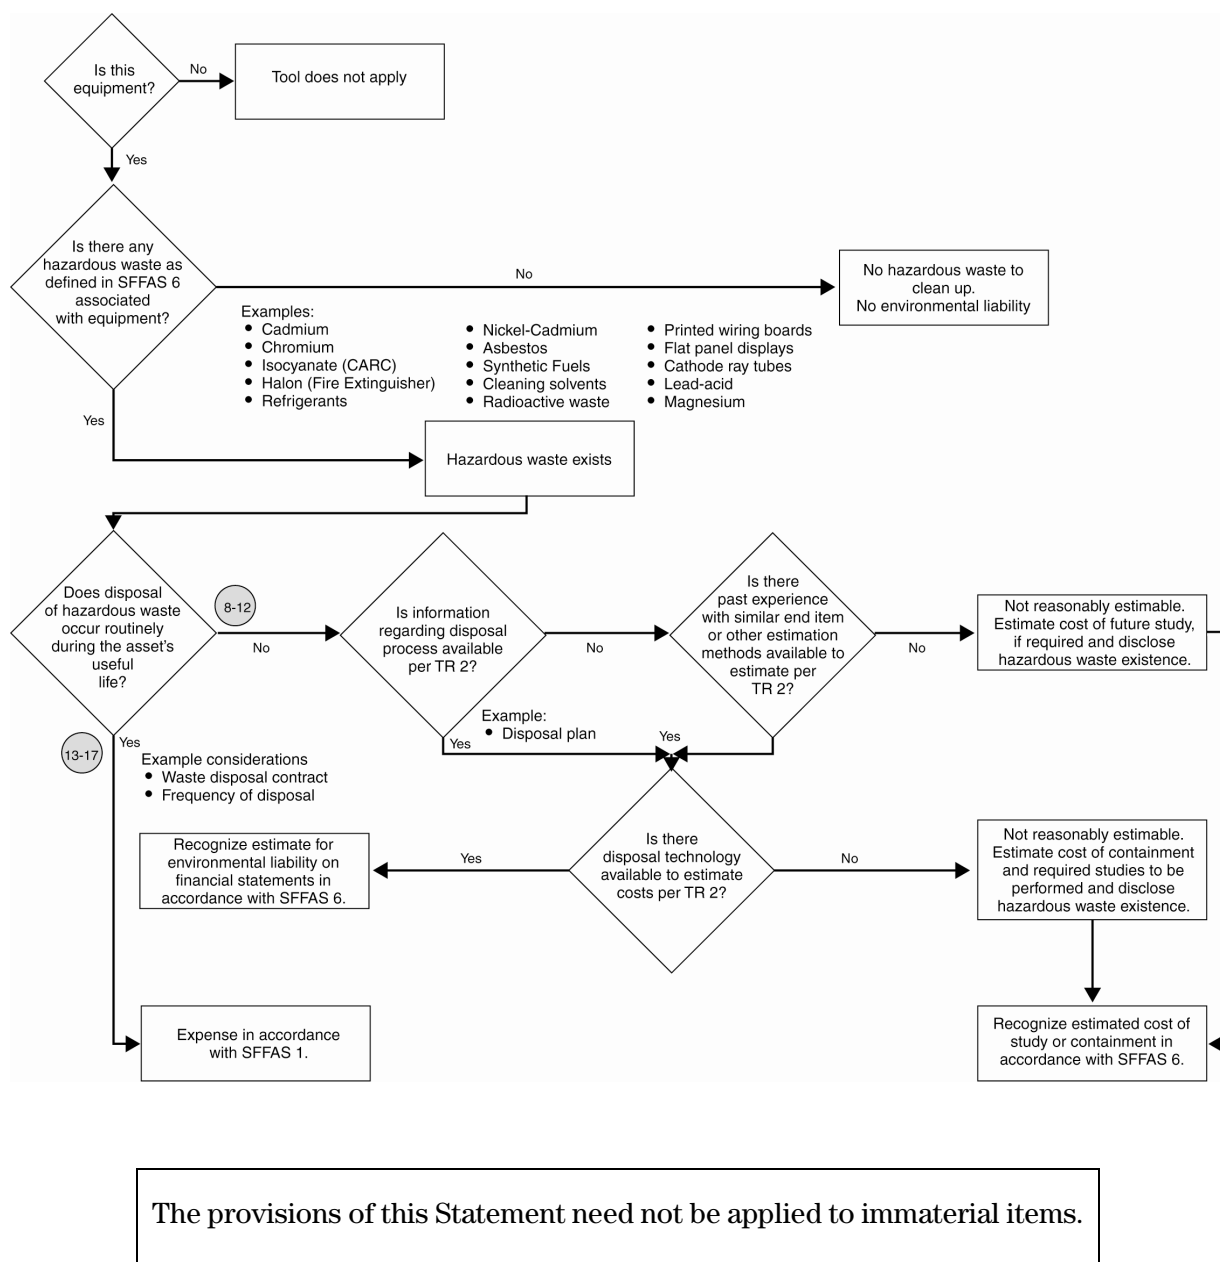 Is this
equipment?
No
Tool does not apply
Yes
Is there any
hazardous waste as
defined in SFFAS 6
associated
with equipment?
No
No hazardous waste to
clean up.
No environmental liability
Examples:
• Cadmium
• Chromium
• Isocyanate (CARC)
• Halon (Fire Extinguisher)
• Refrigerants
• Nickel-Cadmium
• Asbestos
• Synthetic Fuels
• Cleaning solvents
• Radioactive waste
• Printed wiring boards
• Flat panel displays
• Cathode ray tubes
• Lead-acid
• Magnesium
Yes
Hazardous waste exists
Does disposal
of hazardous waste
occur routinely
during the asset's
useful
life?
8-12
No
Is information
regarding disposal
process available
per TR 2?
No
Is there
past experience
with similar end item
or other estimation
methods available to
estimate per
TR 2?
No
Not reasonably estimable.
Estimate cost of future study,
if required and disclose
hazardous waste existence.
13-17
Yes
Example considerations
• Waste disposal contract
• Frequency of disposal
Yes
Example:
• Disposal plan
Yes
Is there
disposal technology
available to estimate
costs per TR 2?
Yes
Recognize estimate for
environmental liability on
financial statements in
accordance with SFFAS 6.
No
Not reasonably estimable.
Estimate cost of containment
and required studies to be
performed and disclose
hazardous waste existence.
Expense in accordance
with SFFAS 1.
Recognize estimated cost of
study or containment in
accordance with SFFAS 6.
The provisions of this Statement need not be applied to immaterial items.